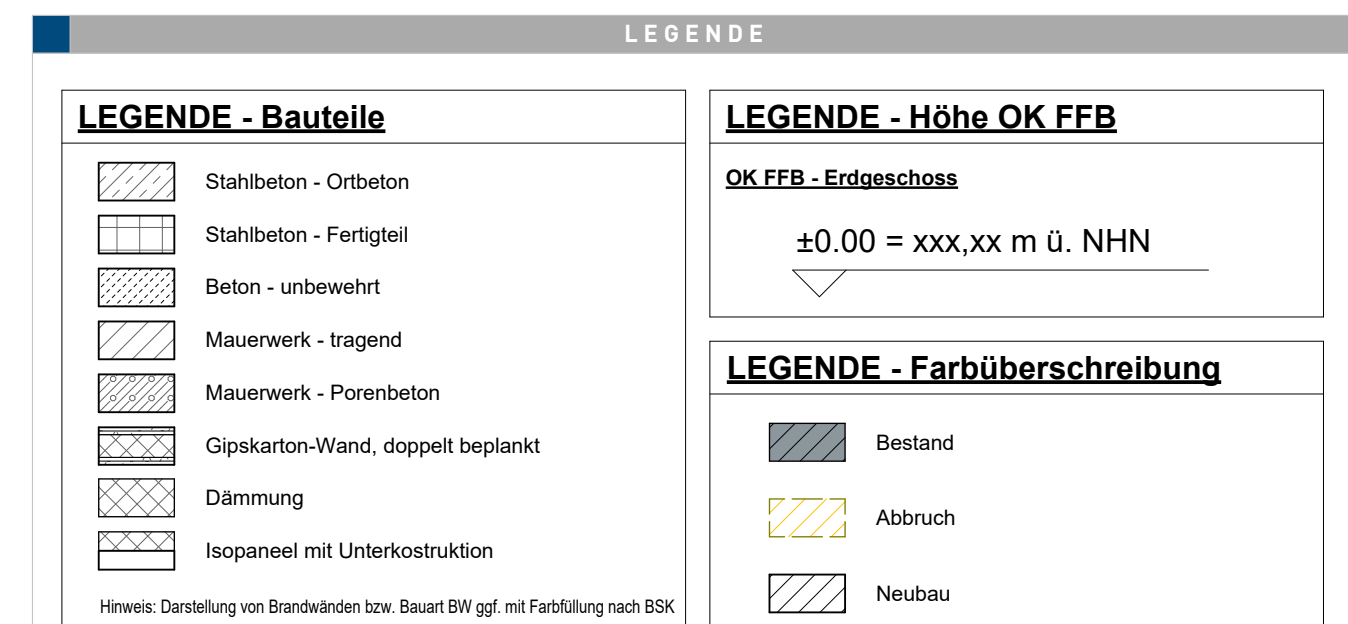 LEGENDE
LEGENDE - Bauteile
Stahlbeton - Ortbeton
Stahlbeton - Fertigteil
Beton - unbewehrt
Mauerwerk - tragend
Mauerwerk - Porenbeton
Gipskarton-Wand, doppelt beplankt
Dämmung
Isopaneel mit Unterkostruktion
Hinweis: Darstellung von Brandwänden bzw. Bauart BW ggf. mit Farbfüllung nach BSK
LEGENDE - Höhe OK FFB
OK FFB - Erdgeschoss
±0.00 = xxx,xx m ü. NHN
LEGENDE - Farbüberschreibung
Bestand
Abbruch
Neubau